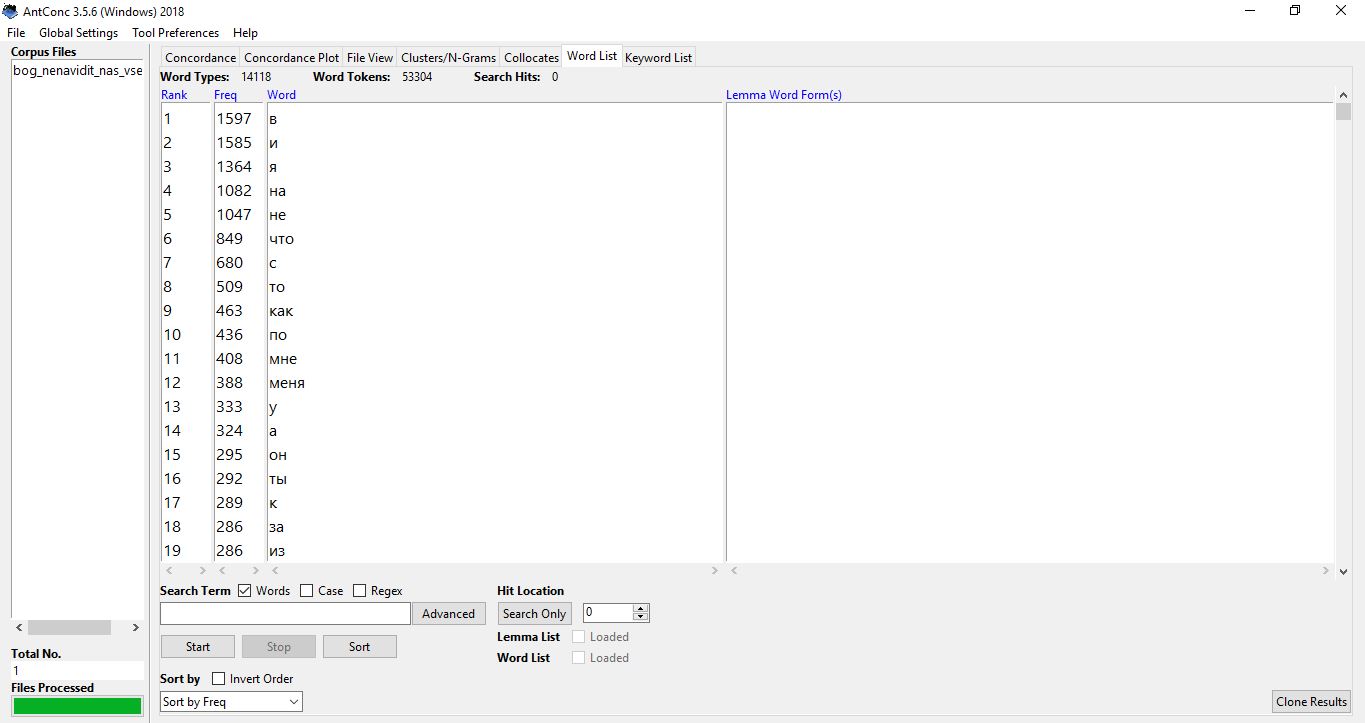 AntConc 3.5.6 (Windows) 2018
File Global Settings Tool Preferences Help
Corpus Files
bog_nenavidit_nas_vse
Concordance Concordance Plot File View Clusters/N-Grams Collocates Word List Keyword List
Word Types: 14118 Word Tokens: 53304 Search Hits: 0
Rank Freq Word Lemma Word Form(s)
1 1597 в
2 1585 и
3 1364 я
4 1082 на
5 1047 не
6 849 что
7 680 с
8 509 то
9 463 как
10 436 по
11 408 мне
12 388 меня
13 333 у
14 324 а
15 295 он
16 292 ты
17 289 к
18 286 за
19 286 из
Search Term Words Case Regex Hit Location
Advanced Search Only 0
Lemma List Loaded
Start Stop Sort
Word List Loaded
Total No.
1
Sort by Invert Order
Files Processed
Sort by Freq
Clone Results